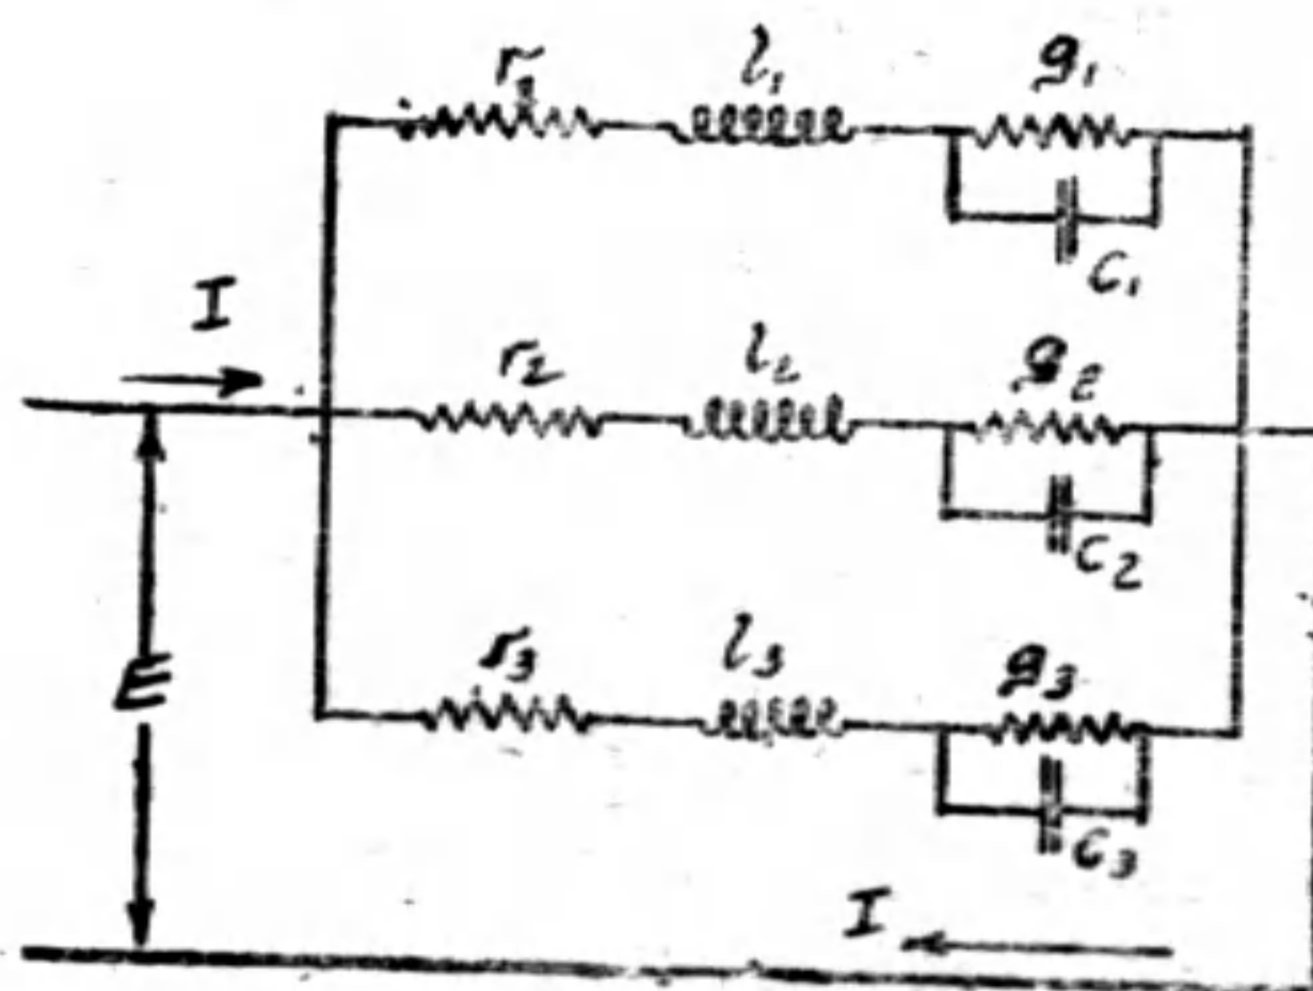 r₁ l₁ g₁
C₁
I
r₂ l₂ g₂
C₂
E
r₃ l₃ g₃
C₃
I